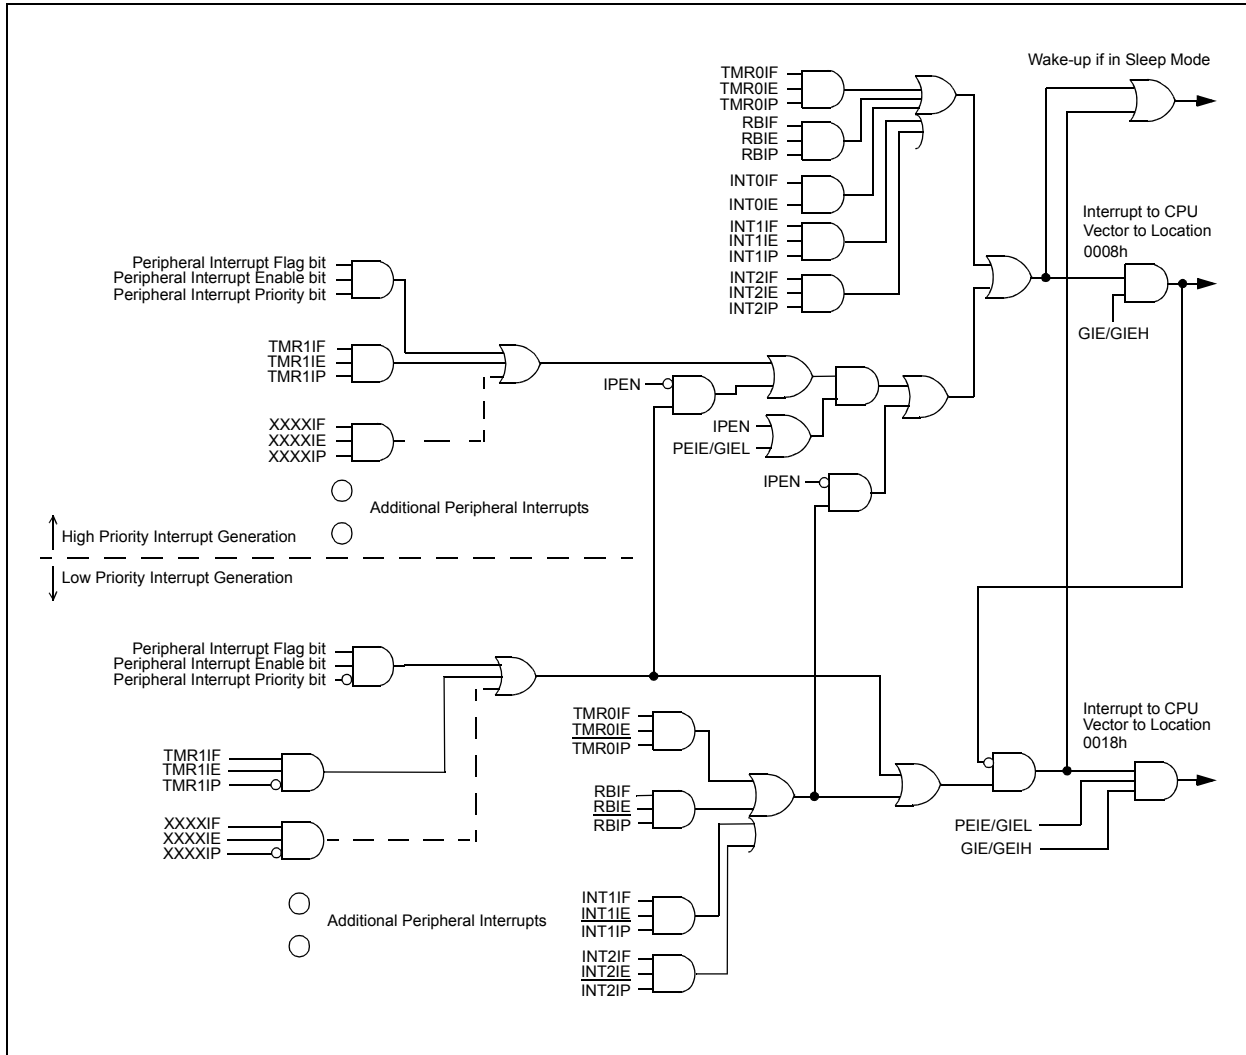 Wake-up if in Sleep Mode
TMR0IF
TMR0IE
TMR0IP
RBIF
RBIE
RBIP
INT0IF
INT0IE
INT1IF
INT1IE
INT1IP
INT2IF
INT2IE
INT2IP
Interrupt to CPU
Vector to Location
0008h
GIE/GIEH
Peripheral Interrupt Flag bit
Peripheral Interrupt Enable bit
Peripheral Interrupt Priority bit
TMR1IF
TMR1IE
TMR1IP
XXXXIF
XXXXIE
XXXXIP
IPEN
IPEN
PEIE/GIEL
IPEN
Additional Peripheral Interrupts
High Priority Interrupt Generation
Low Priority Interrupt Generation
Peripheral Interrupt Flag bit
Peripheral Interrupt Enable bit
Peripheral Interrupt Priority bit
TMR1IF
TMR1IE
TMR1IP
XXXXIF
XXXXIE
XXXXIP
Additional Peripheral Interrupts
TMR0IF
TMR0IE
TMR0IP
RBIF
RBIE
RBIP
INT1IF
INT1IE
INT1IP
INT2IF
INT2IE
INT2IP
Interrupt to CPU
Vector to Location
0018h
PEIE/GIEL
GIE/GEIH